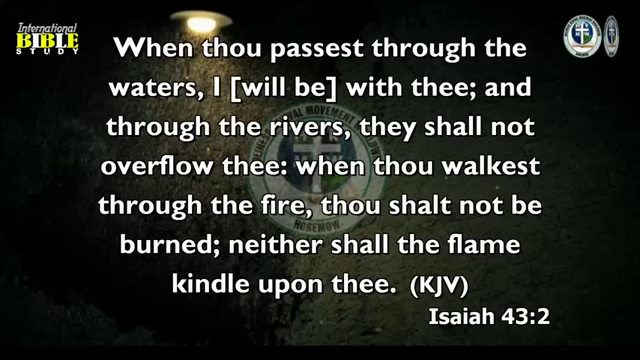 International
BIBLE
STUDY
When thou passest through the
waters, I [will be] with thee; and
through the rivers, they shall not
overflow thee: when thou walkest
through the fire, thou shalt not be
burned; neither shall the flame
kindle upon thee. (KJV)
Isaiah 43:2
HOREMOW